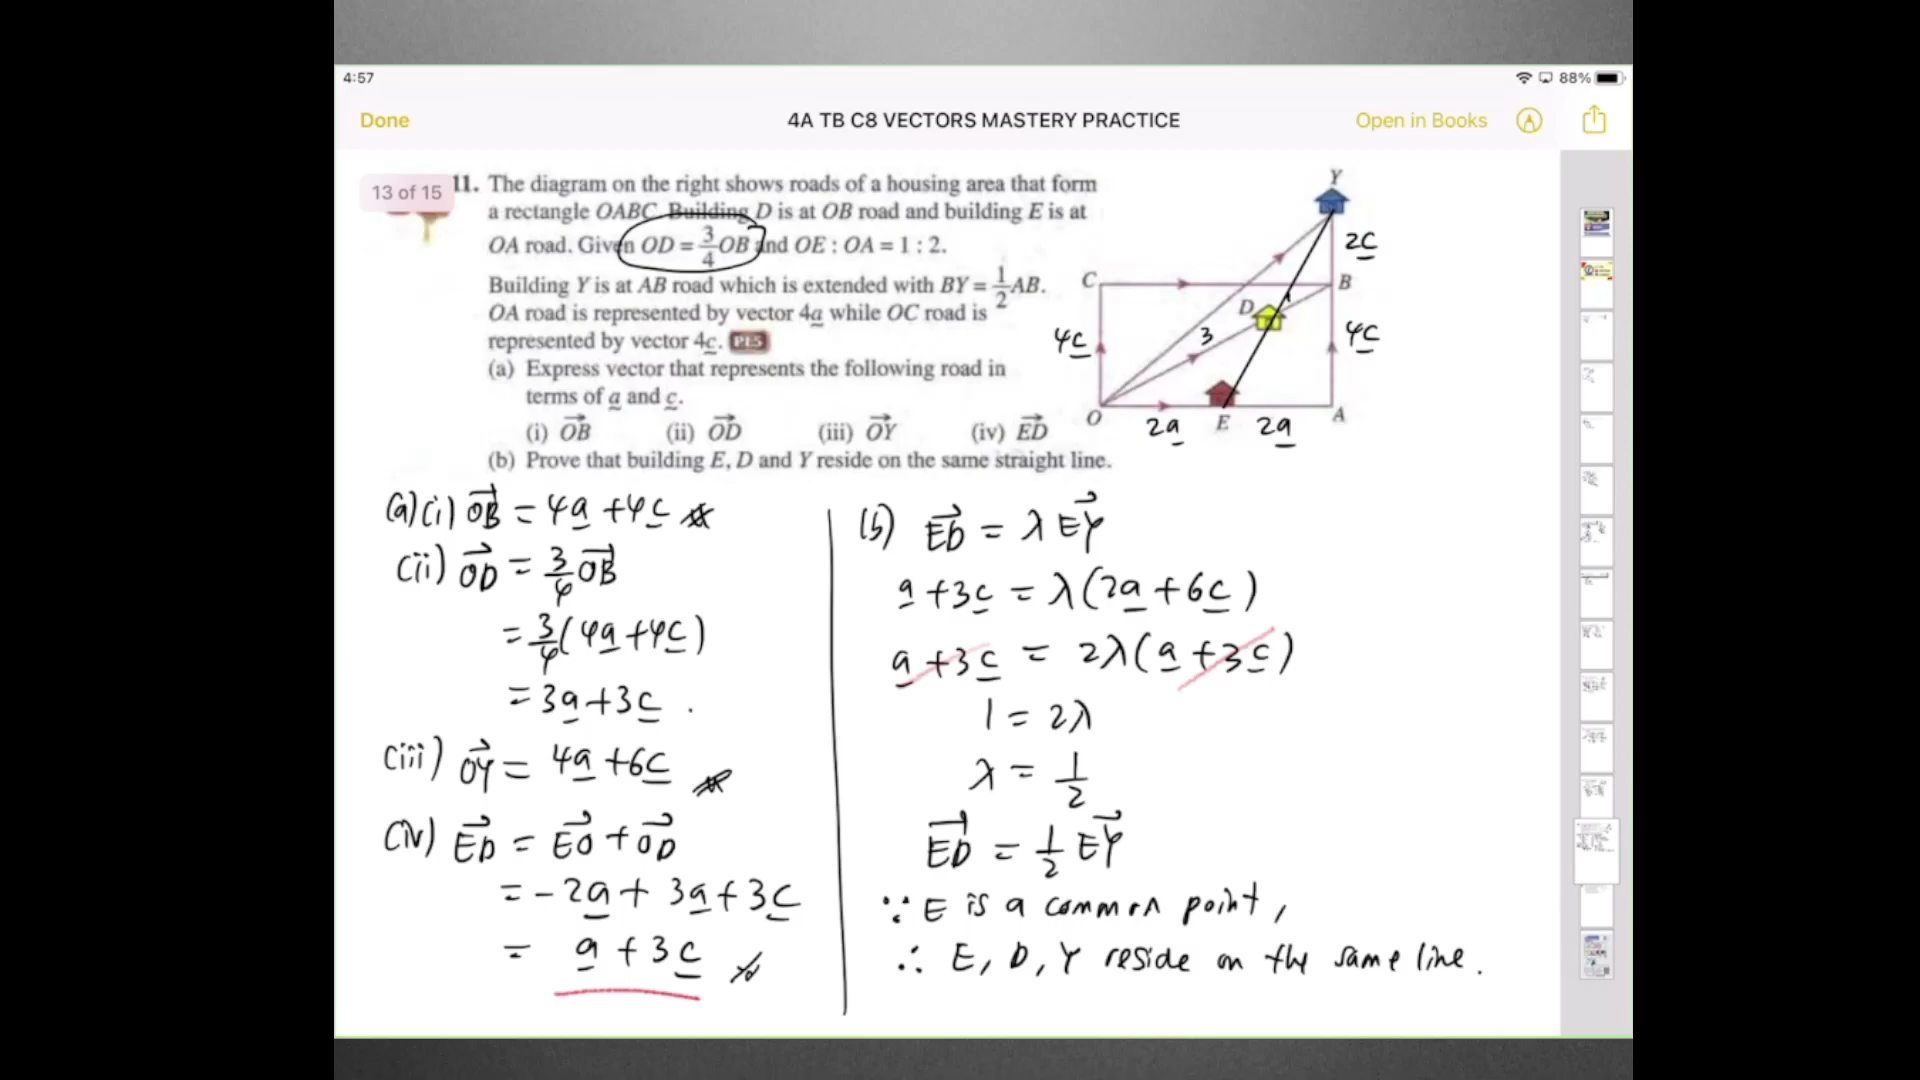 4:57
88%
Done
4A TB C8 VECTORS MASTERY PRACTICE
Open in Books
13 of 15
11. The diagram on the right shows roads of a housing area that form
a rectangle OABC. Building D is at OB road and building E is at
OA road. Given OD = 3/4 OB and OE : OA = 1 : 2.
Building Y is at AB road which is extended with BY = 1/2 AB.
OA road is represented by vector 4a while OC road is
represented by vector 4c. PL5
(a) Express vector that represents the following road in
terms of a and c.
(i) OB (ii) OD (iii) OY (iv) ED
(b) Prove that building E, D and Y reside on the same straight line.
Y
2c
C
B
D
1
4c
3
4c
O
E
A
2a
2a
(a)(i) OB = 4a + 4c
(ii) OD = 3/4 OB
= 3/4(4a + 4c)
= 3a + 3c .
(iii) OY = 4a + 6c
(iv) ED = EO + OD
= -2a + 3a + 3c
= a + 3c
(b) ED = λ EY
a + 3c = λ(2a + 6c)
a + 3c = 2λ(a + 3c)
1 = 2λ
λ = 1/2
ED = 1/2 EY
∵ E is a common point,
∴ E, D, Y reside on the same line.